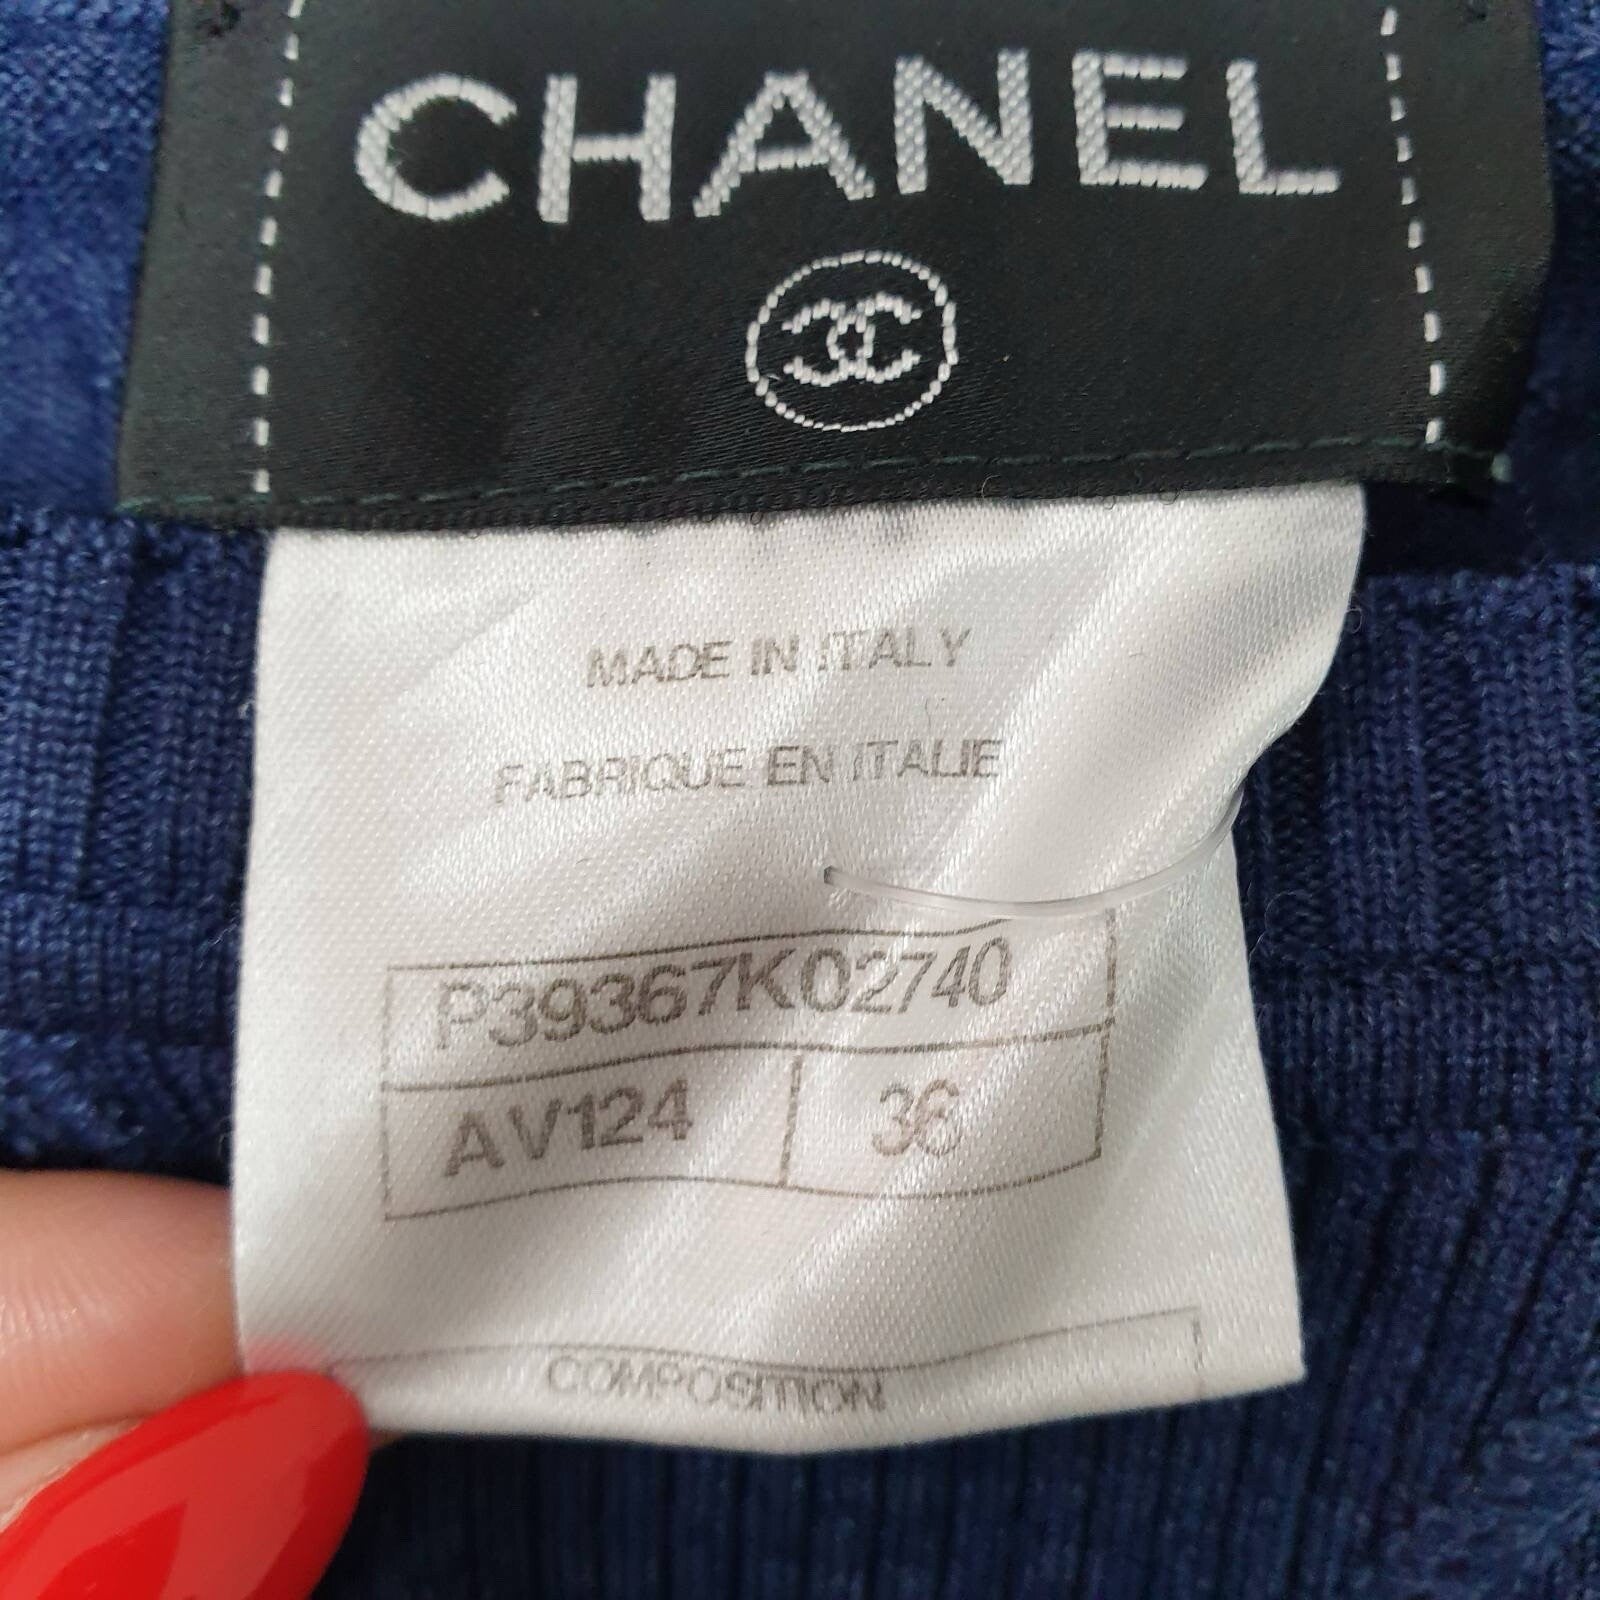 CHANEL
MADE IN ITALY
FABRIQUE EN ITALIE
P39367K02740
AV124 36
COMPOSITION